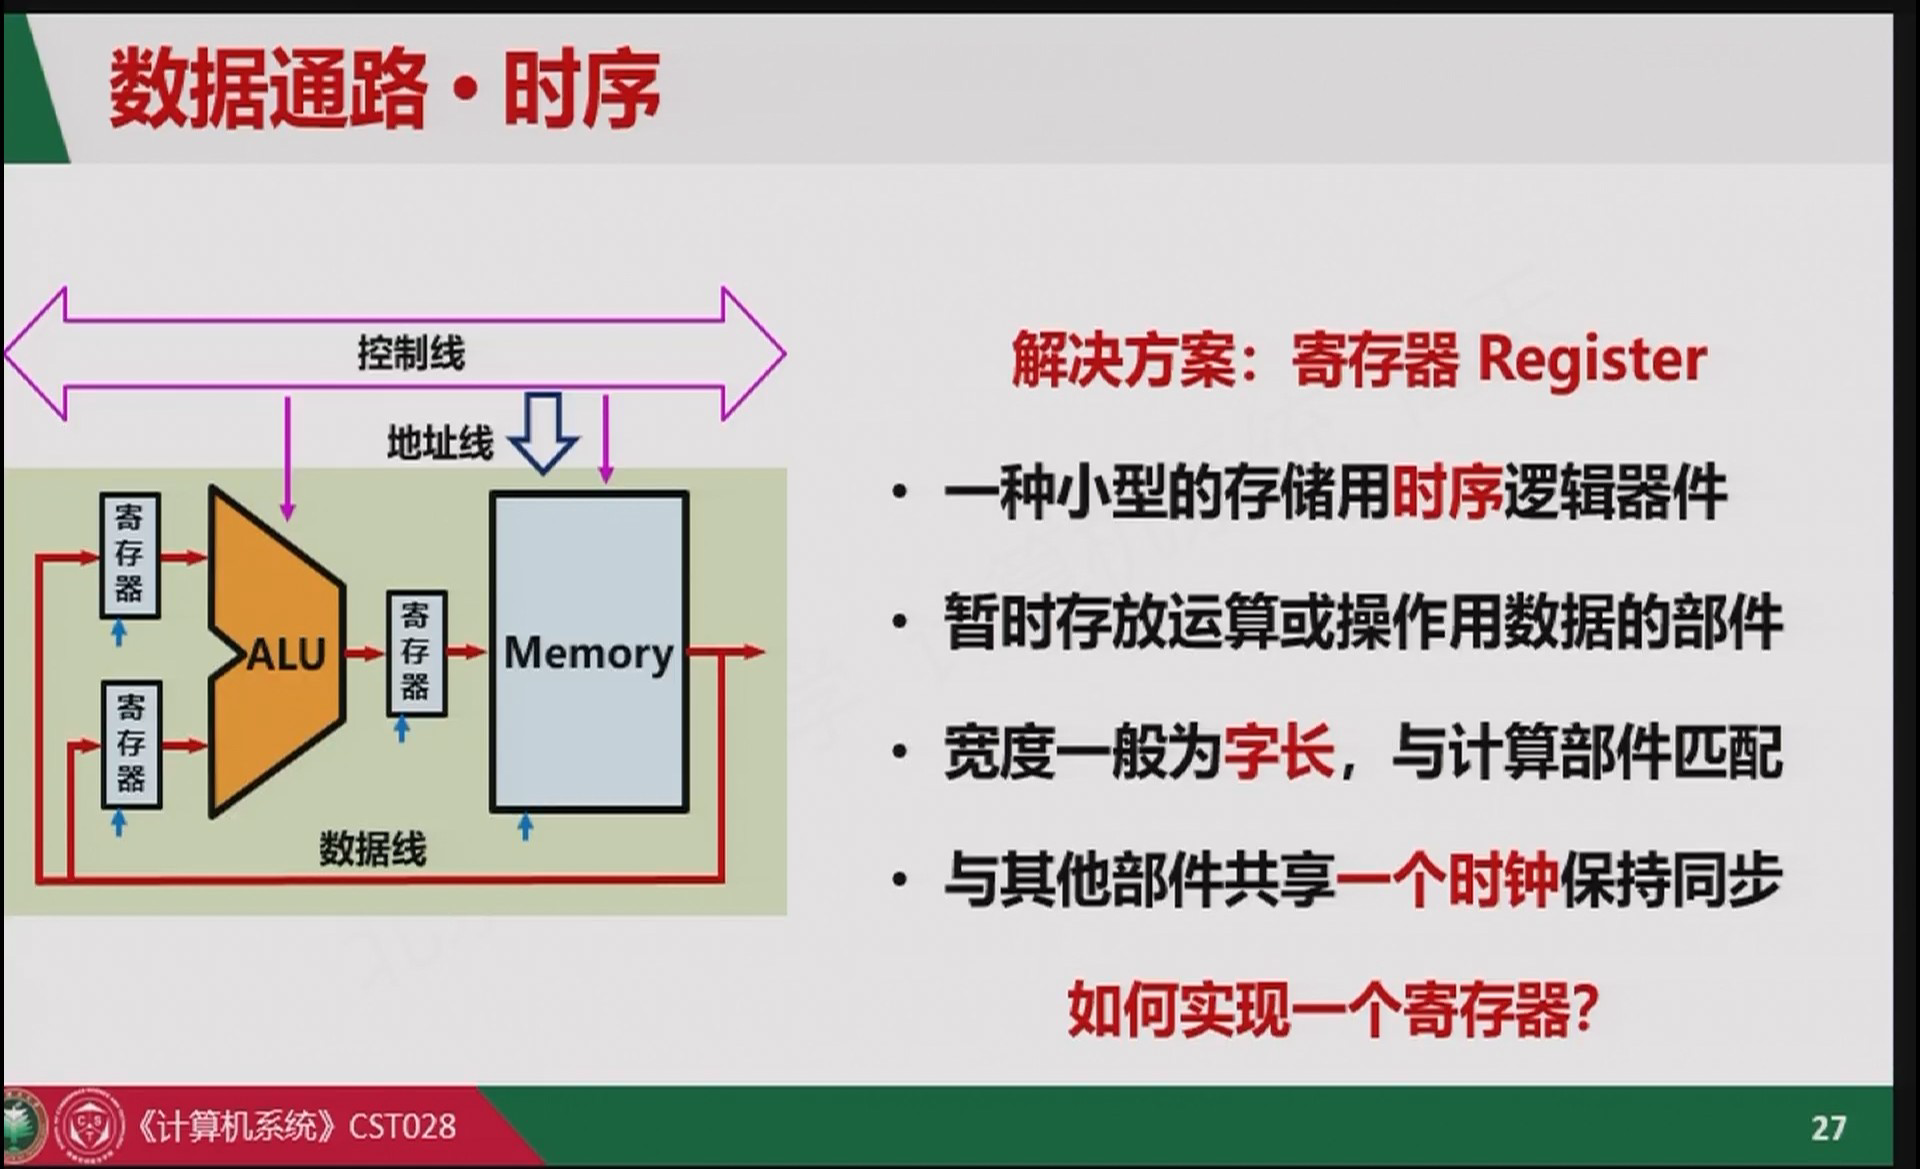 数据通路·时序
控制线
地址线
寄存器
寄存器
ALU
寄存器
Memory
数据线
解决方案：寄存器 Register
• 一种小型的存储用时序逻辑器件
• 暂时存放运算或操作用数据的部件
• 宽度一般为字长，与计算部件匹配
• 与其他部件共享一个时钟保持同步
如何实现一个寄存器？
《计算机系统》CST028
27